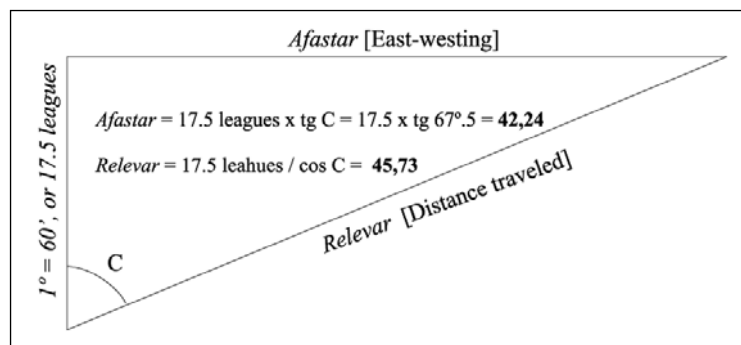 Afastar [East-westing]
Afastar = 17.5 leagues x tg C = 17.5 x tg 67º.5 = 42,24
Relevar = 17.5 leahues / cos C = 45,73
1º = 60’, or 17.5 leagues
Relevar [Distance traveled]
C